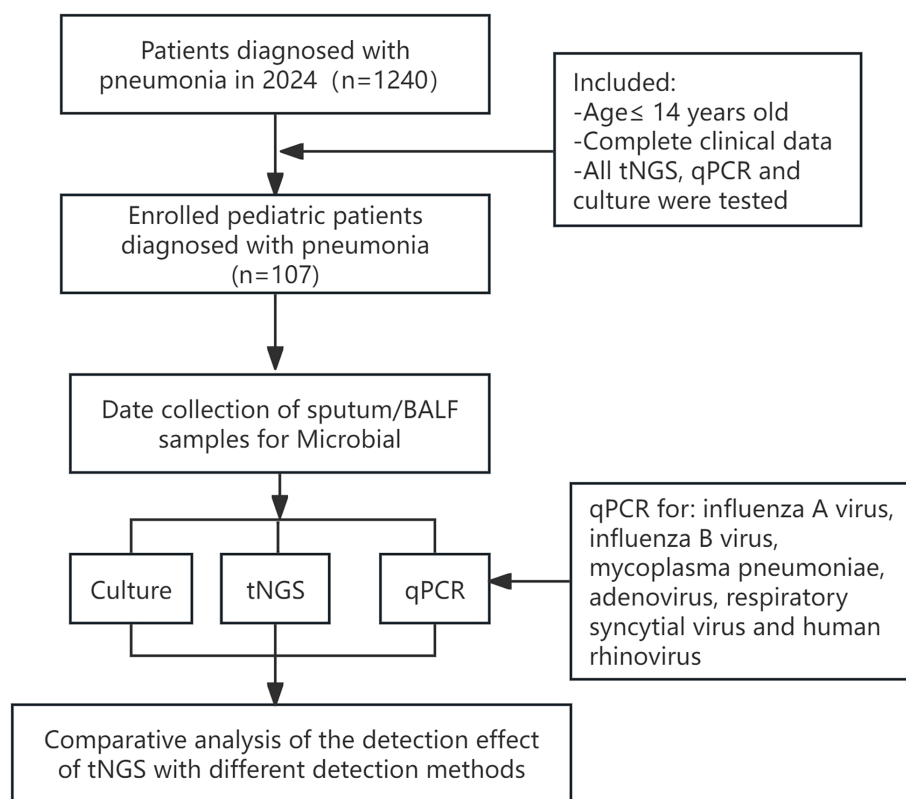 Patients diagnosed with
pneumonia in 2024（n=1240）
Included:
-Age≤ 14 years old
-Complete clinical data
-All tNGS, qPCR and
culture were tested
Enrolled pediatric patients
diagnosed with pneumonia
(n=107)
Date collection of sputum/BALF
samples for Microbial
qPCR for: influenza A virus,
influenza B virus,
mycoplasma pneumoniae,
adenovirus, respiratory
syncytial virus and human
rhinovirus
Culture
tNGS
qPCR
Comparative analysis of the detection effect
of tNGS with different detection methods